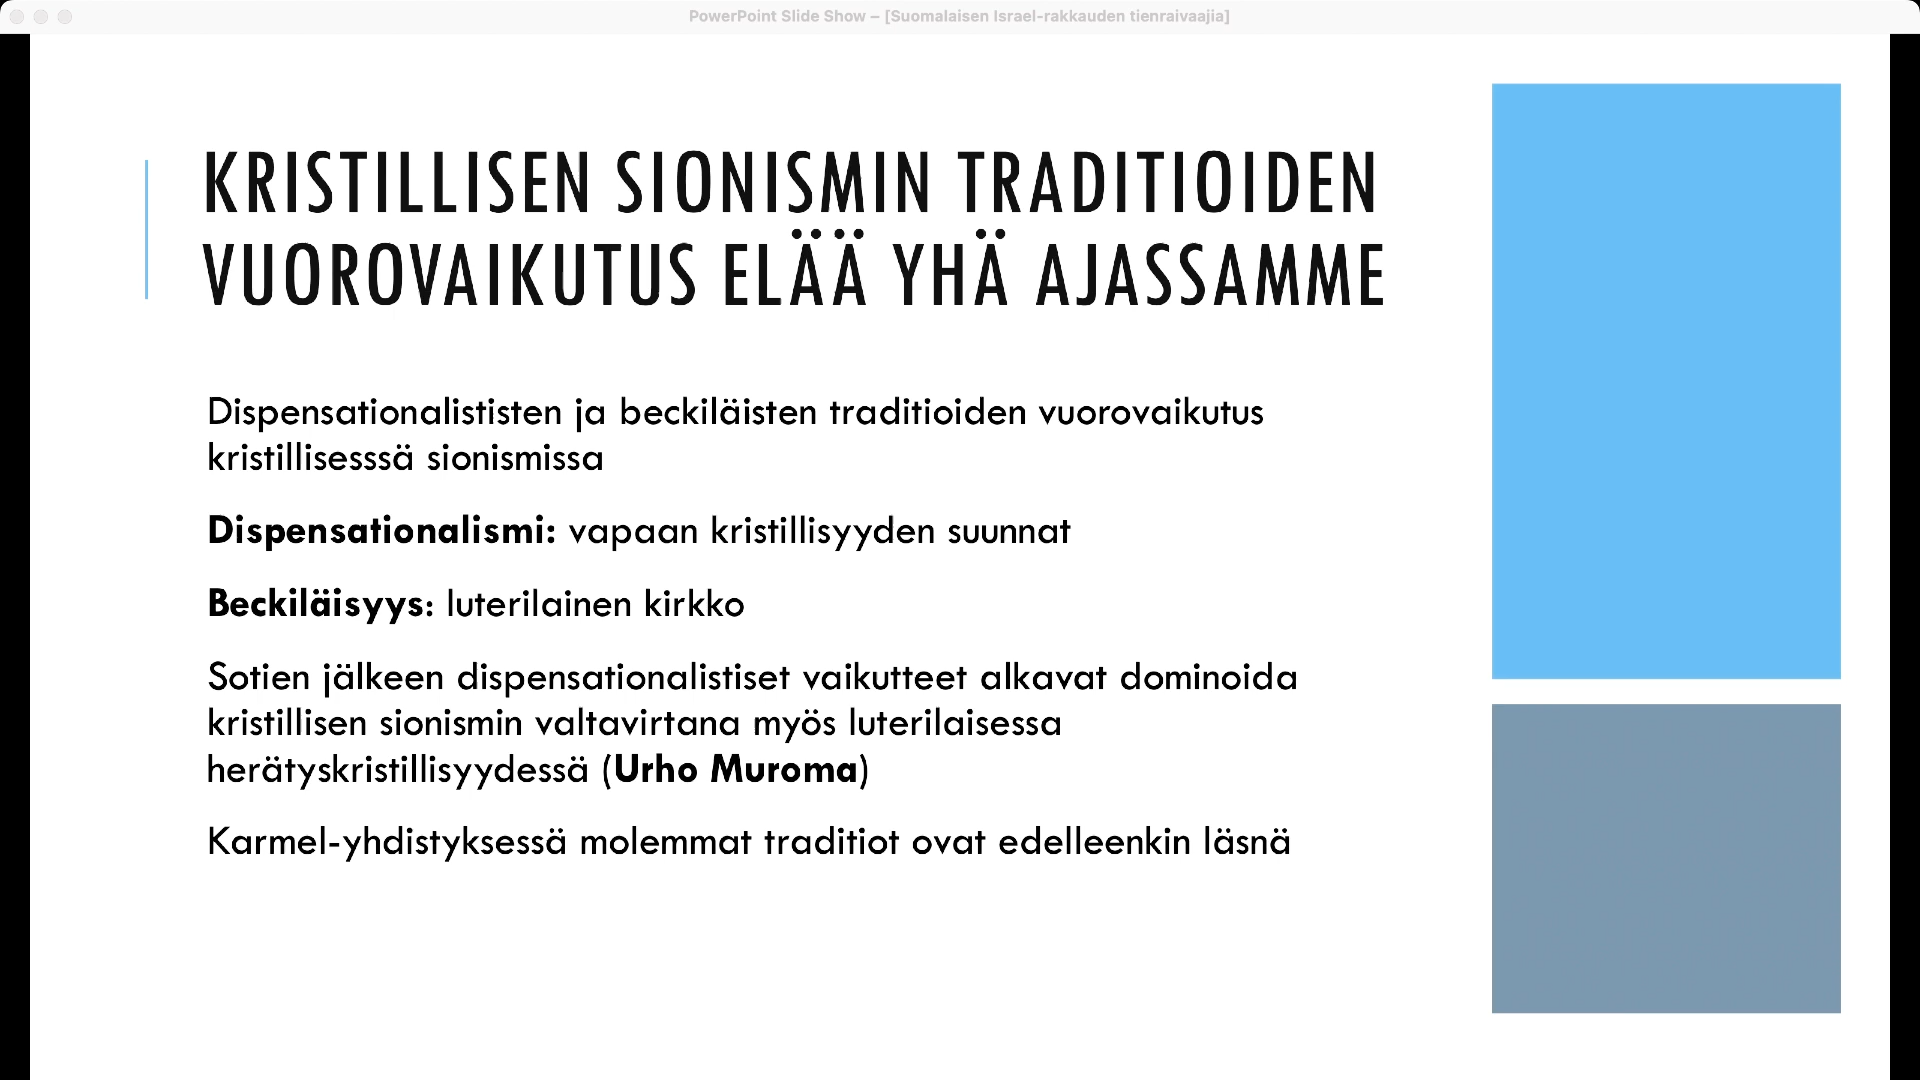 PowerPoint Slide Show – [Suomalaisen Israel-rakkauden tienraivaajia]
KRISTILLISEN SIONISMIN TRADITIOIDEN
VUOROVAIKUTUS ELÄÄ YHÄ AJASSAMME
Dispensationalististen ja beckiläisten traditioiden vuorovaikutus
kristillisesssä sionismissa
Dispensationalismi: vapaan kristillisyyden suunnat
Beckiläisyys: luterilainen kirkko
Sotien jälkeen dispensationalistiset vaikutteet alkavat dominoida
kristillisen sionismin valtavirtana myös luterilaisessa
herätyskristillisyydessä (Urho Muroma)
Karmel-yhdistyksessä molemmat traditiot ovat edelleenkin läsnä